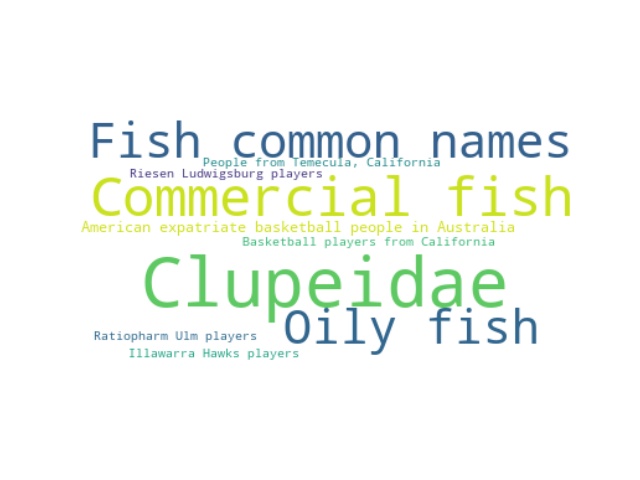 Fish common names
People from Temecula, California
Riesen Ludwigsburg players
Commercial fish
American expatriate basketball people in Australia
Basketball players from California
Clupeidae
Oily fish
Ratiopharm Ulm players
Illawarra Hawks players